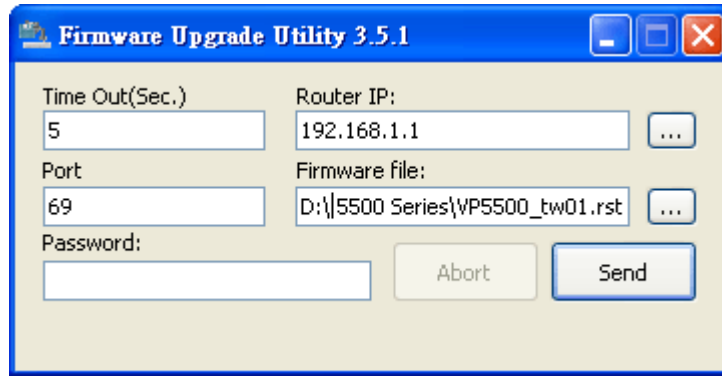 Firmware Upgrade Utility 3.5.1
Time Out(Sec.) Router IP:
5 192.168.1.1 ...
Port Firmware file:
69 D:\5500 Series\VP5500_tw01.rst ...
Password:
Abort Send